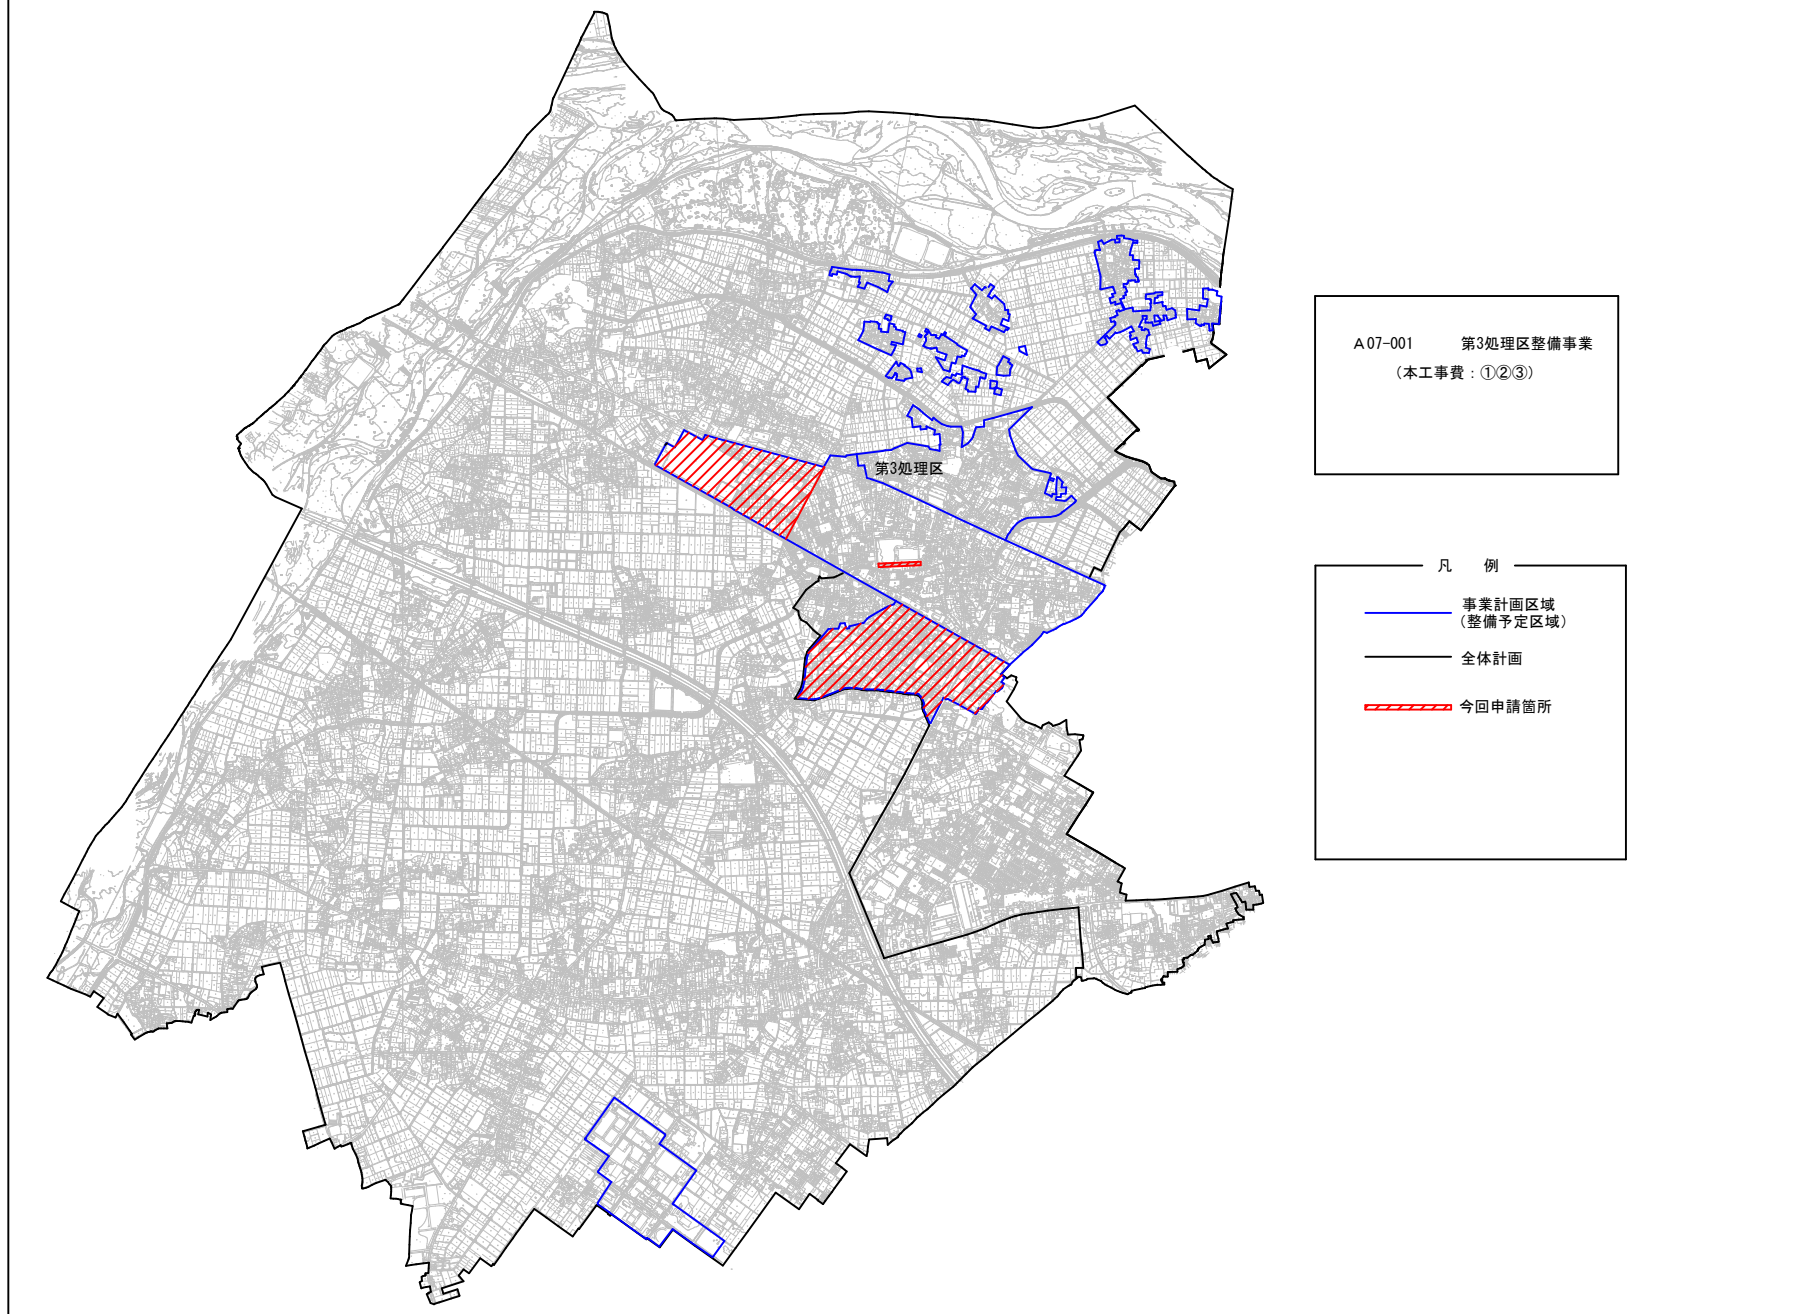 A07-001 第3処理区整備事業
(本工事費：①②③)
第3処理区
凡 例
事業計画区域
(整備予定区域)
全体計画
今回申請箇所